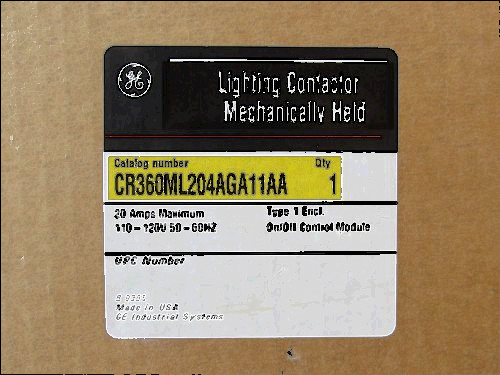 GE
Lighting Contactor
Mechanically Held
Catalog number Qty
CR360ML204AGA11AA 1
20 Amps Maximum Type 1 Encl.
110 - 120V 50 - 60HZ On/Off Control Module
UPC Number
Made in USA
GE Industrial Systems